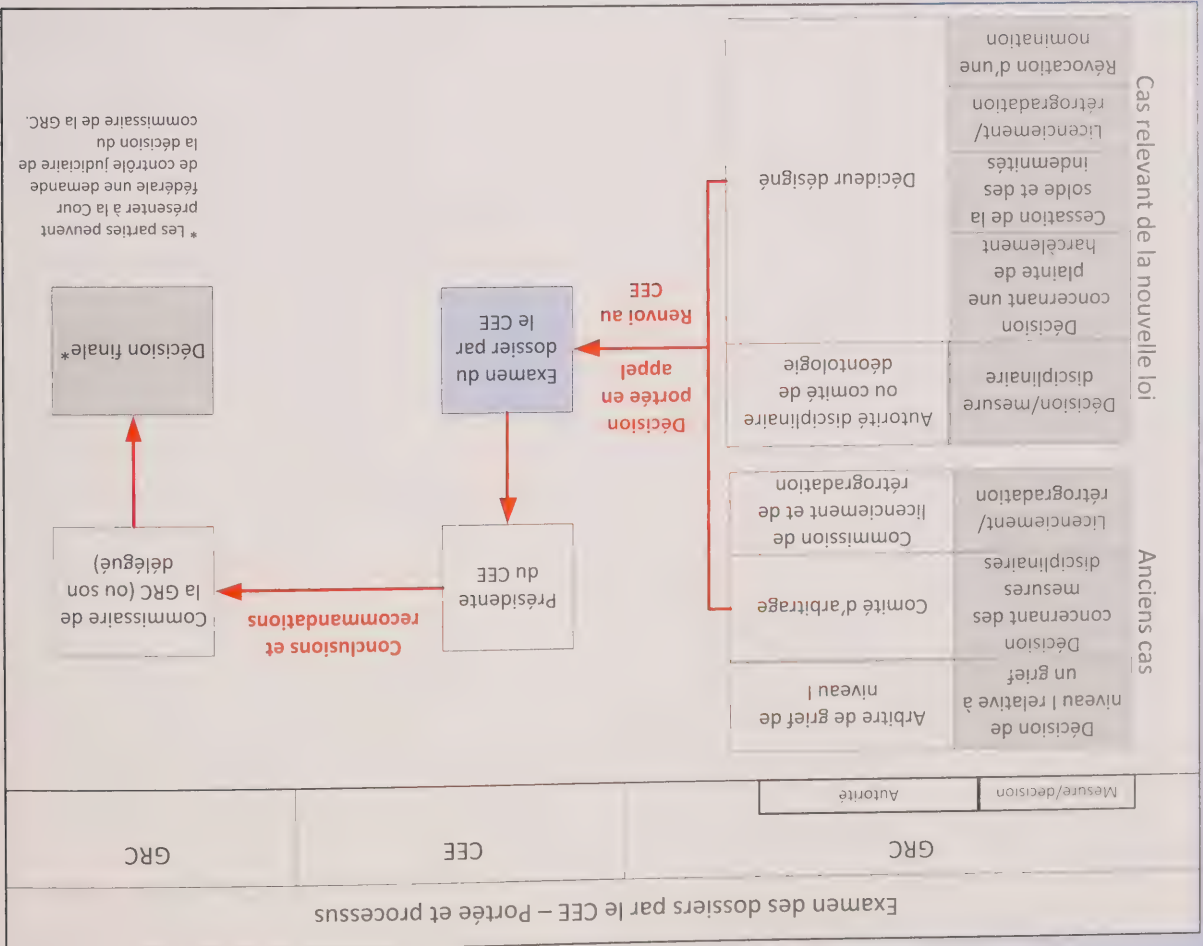 Examen des dossiers par le CEE – Portée et processus
GRC
CEE
GRC
Mesure/decision
Autorité
Anciens cas
Décision de
niveau I relative à
un grief
Arbitre de grief de
niveau I
Décision
concernant des
mesures
disciplinaires
Comité d'arbitrage
Licenciement/
rétrogradation
Commission de
licenciement et de
rétrogradation
Cas relevant de la nouvelle loi
Décision/mesure
disciplinaire
Autorité disciplinaire
ou comité de
déontologie
Décision
concernant une
plainte de
harcèlement
Cessation de la
solde et des
indemnités
Licenciement/
rétrogradation
Révocation d'une
nomination
Décideur désigné
Décision
portée en
appel
Renvoi au
CEE
Présidente
du CEE
Examen du
dossier par
le CEE
Conclusions et
recommandations
Commissaire de
la GRC (ou son
délégué)
Décision finale*
* Les parties peuvent
présenter à la Cour
fédérale une demande
de contrôle judiciaire de
la décision du
commissaire de la GRC.